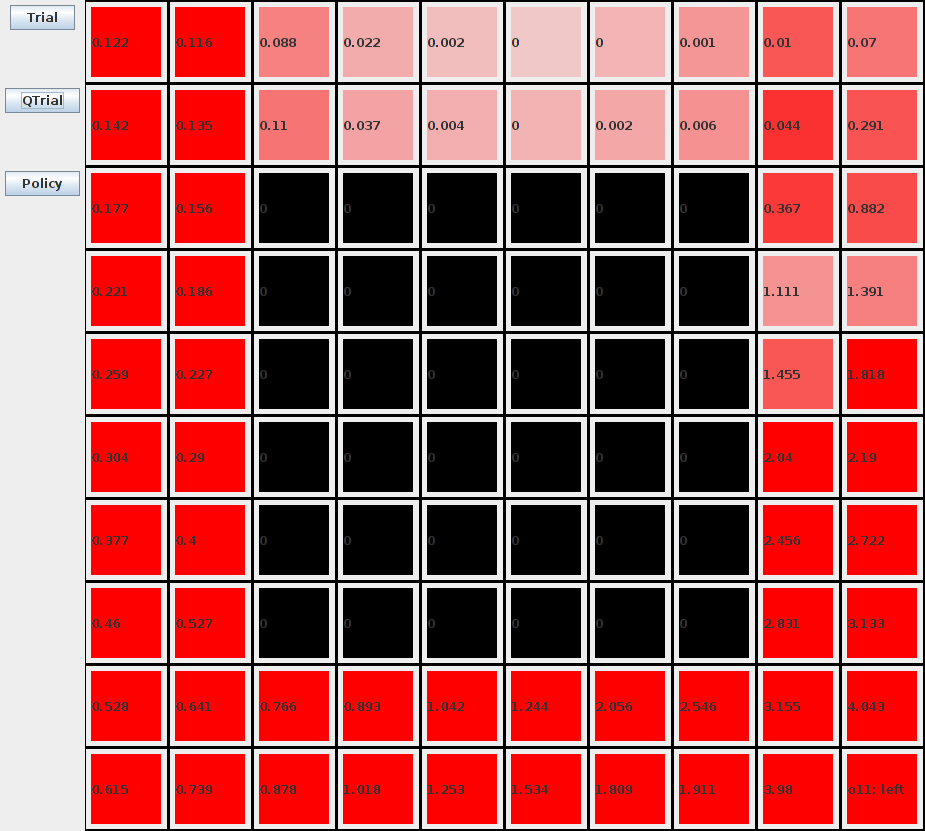 Trial 0.122 0.116 0.088 0.022 0.002 0 0 0.001 0.01 0.07
QTrial 0.142 0.135 0.11 0.037 0.004 0 0.002 0.006 0.044 0.291
Policy 0.177 0.156 0 0 0 0 0 0 0.367 0.882
0.221 0.186 0 0 0 0 0 0 1.111 1.391
0.259 0.227 0 0 0 0 0 0 1.455 1.818
0.304 0.29 0 0 0 0 0 0 2.04 2.19
0.377 0.4 0 0 0 0 0 0 2.456 2.722
0.46 0.527 0 0 0 0 0 0 2.831 3.133
0.528 0.641 0.766 0.893 1.042 1.244 2.056 2.546 3.155 4.043
0.615 0.739 0.878 1.018 1.253 1.534 1.809 1.911 3.98 all: left